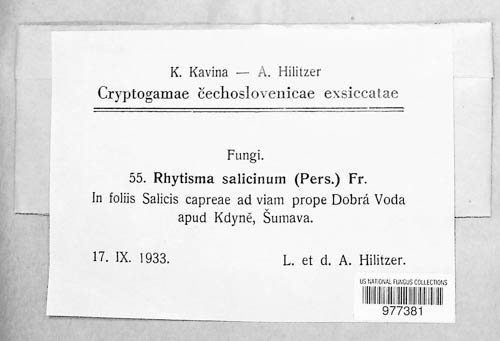 K. Kavina — A. Hilitzer
Cryptogamae čechoslovenicae exsiccatae
Fungi.
55. Rhytisma salicinum (Pers.) Fr.
In foliis Salicis capreae ad viam prope Dobrá Voda
apud Kdyně, Šumava.
17. IX. 1933.
L. et d. A. Hilitzer.
US NATIONAL FUNGUS COLLECTIONS
977381